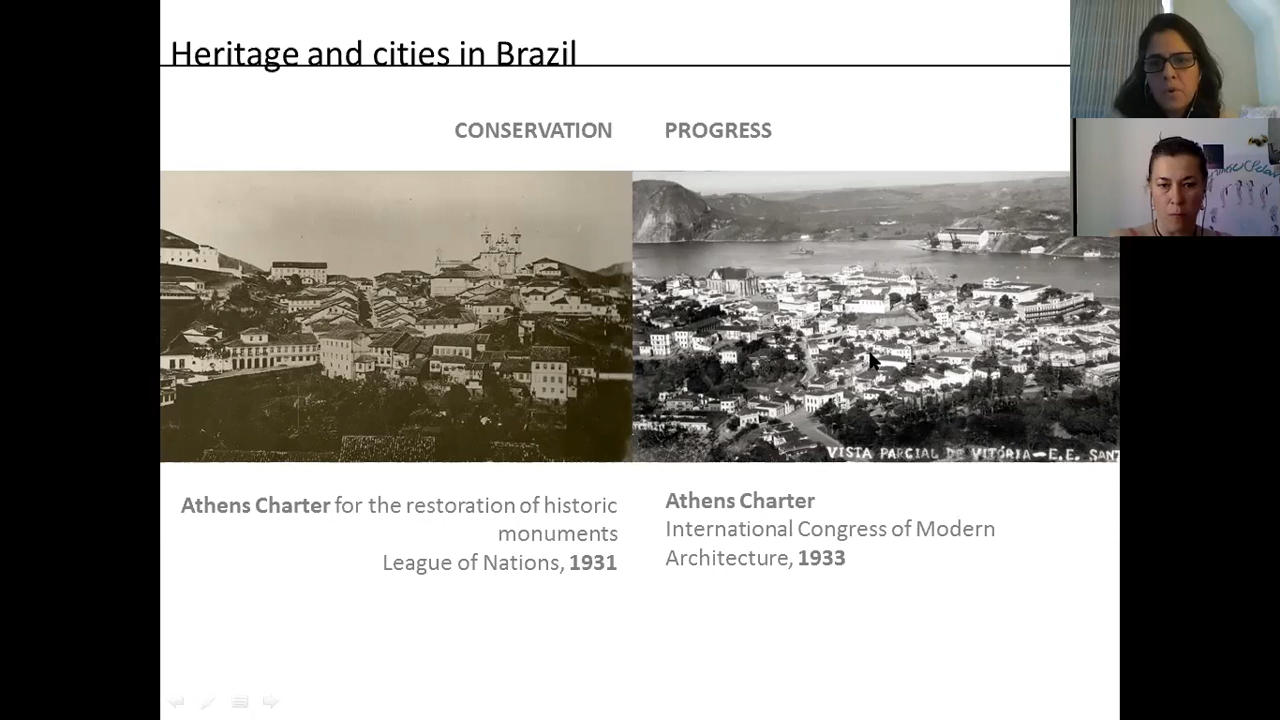 Heritage and cities in Brazil
CONSERVATION
PROGRESS
VISTA PARCIAL DE VITÓRIA-E.E. SANT
Athens Charter for the restoration of historic
monuments
League of Nations, 1931
Athens Charter
International Congress of Modern
Architecture, 1933